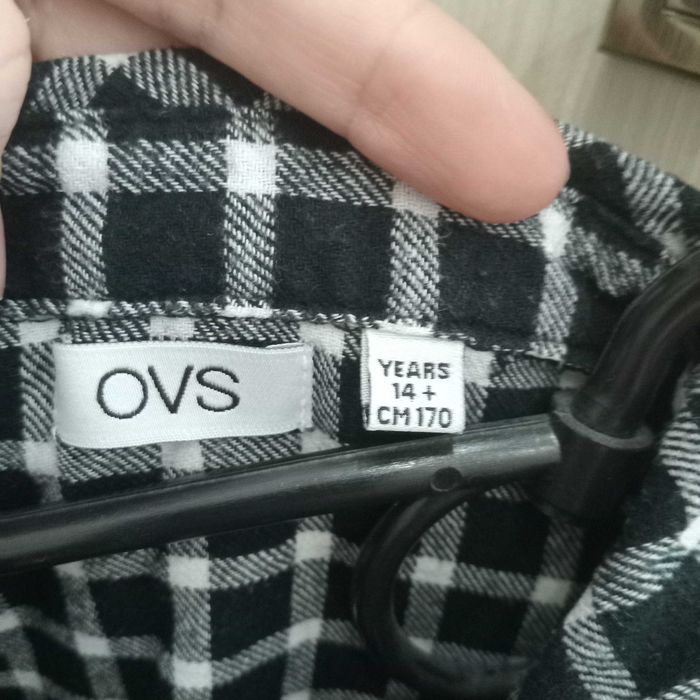 OVS
YEARS
14 +
CM 170